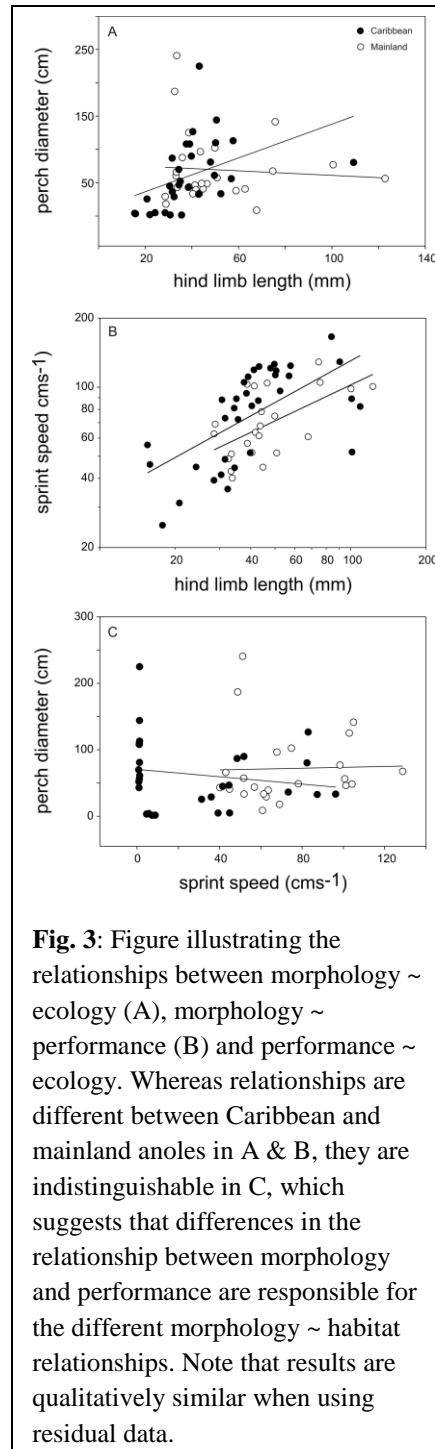 A
Caribbean
Mainland
300
150
100
50
perch diameter (cm)
20 60 100 140
hind limb length (mm)
B
200
100
80
60
40
20
sprint speed cms-1
20 40 60 80 100 200
hind limb length (mm)
C
300
200
100
0
perch diameter (cm)
0 40 80 120
sprint speed (cms-1)
Fig. 3: Figure illustrating the
relationships between morphology ~
ecology (A), morphology ~
performance (B) and performance ~
ecology. Whereas relationships are
different between Caribbean and
mainland anoles in A & B, they are
indistinguishable in C, which
suggests that differences in the
relationship between morphology
and performance are responsible for
the different morphology ~ habitat
relationships. Note that results are
qualitatively similar when using
residual data.